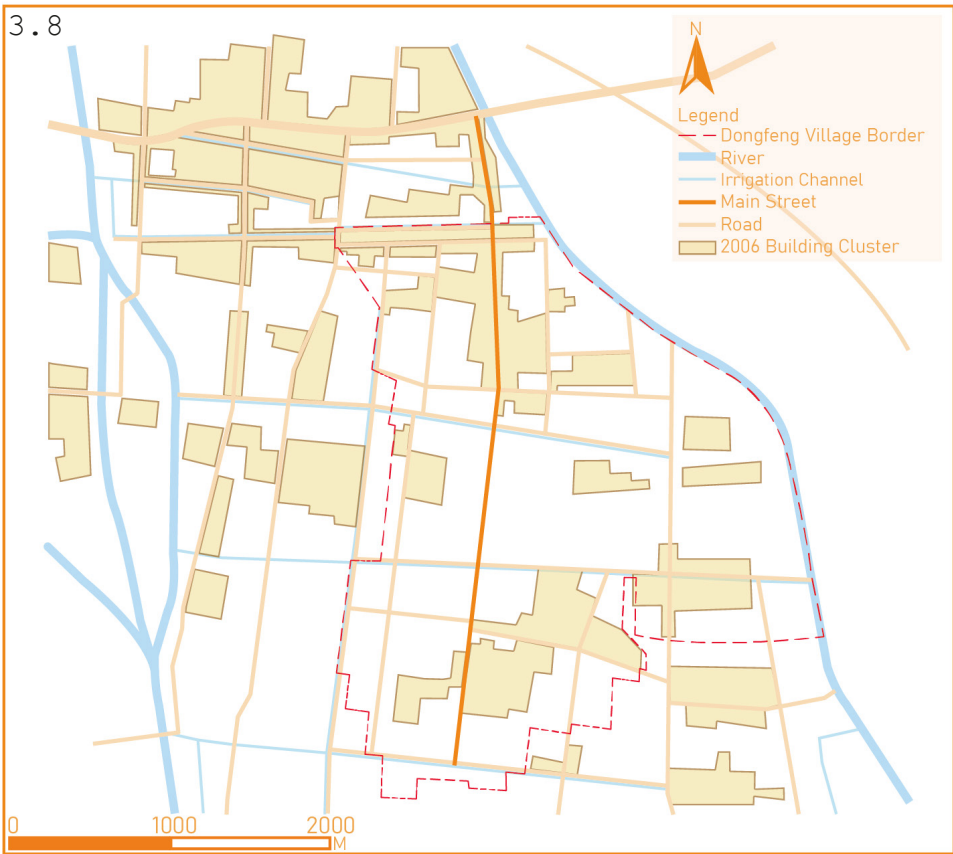 3.8
N
Legend
Dongfeng Village Border
River
Irrigation Channel
Main Street
Road
2006 Building Cluster
0 1000 2000
M